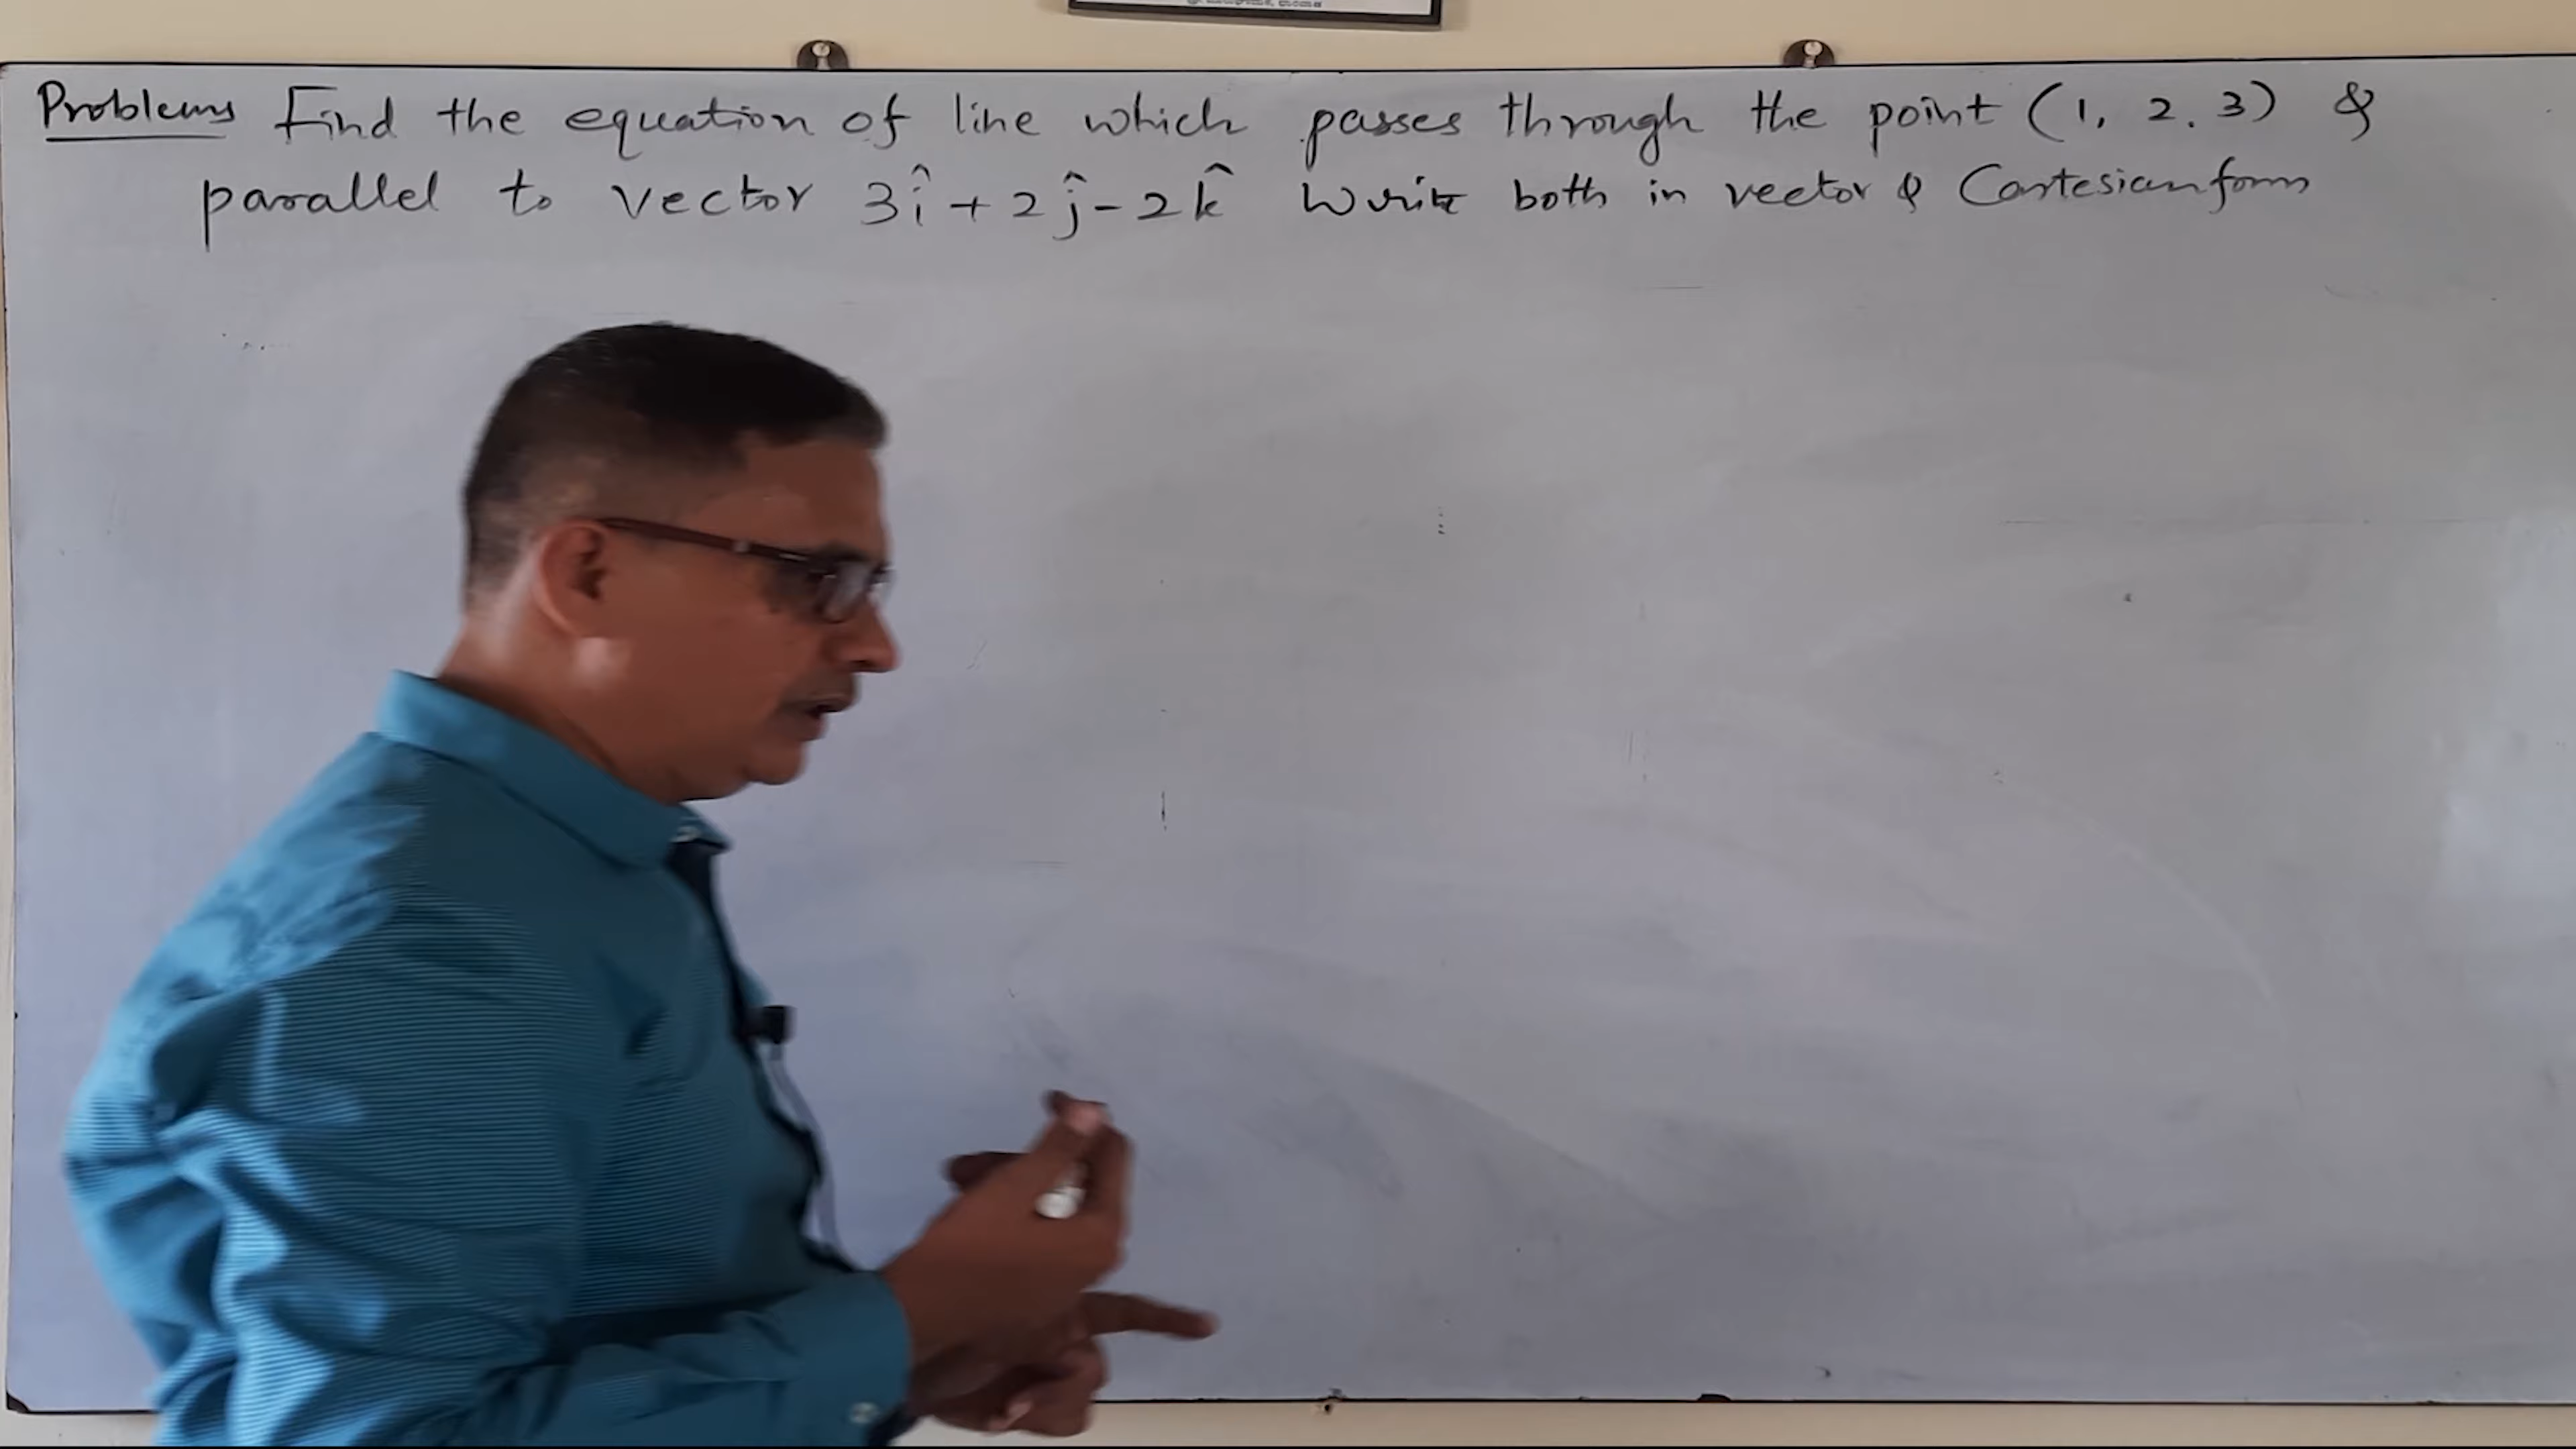 Problems Find the equation of line which passes through the point (1, 2, 3) &
parallel to vector 3î + 2ĵ - 2k̂ Write both in vector & Cartesian form